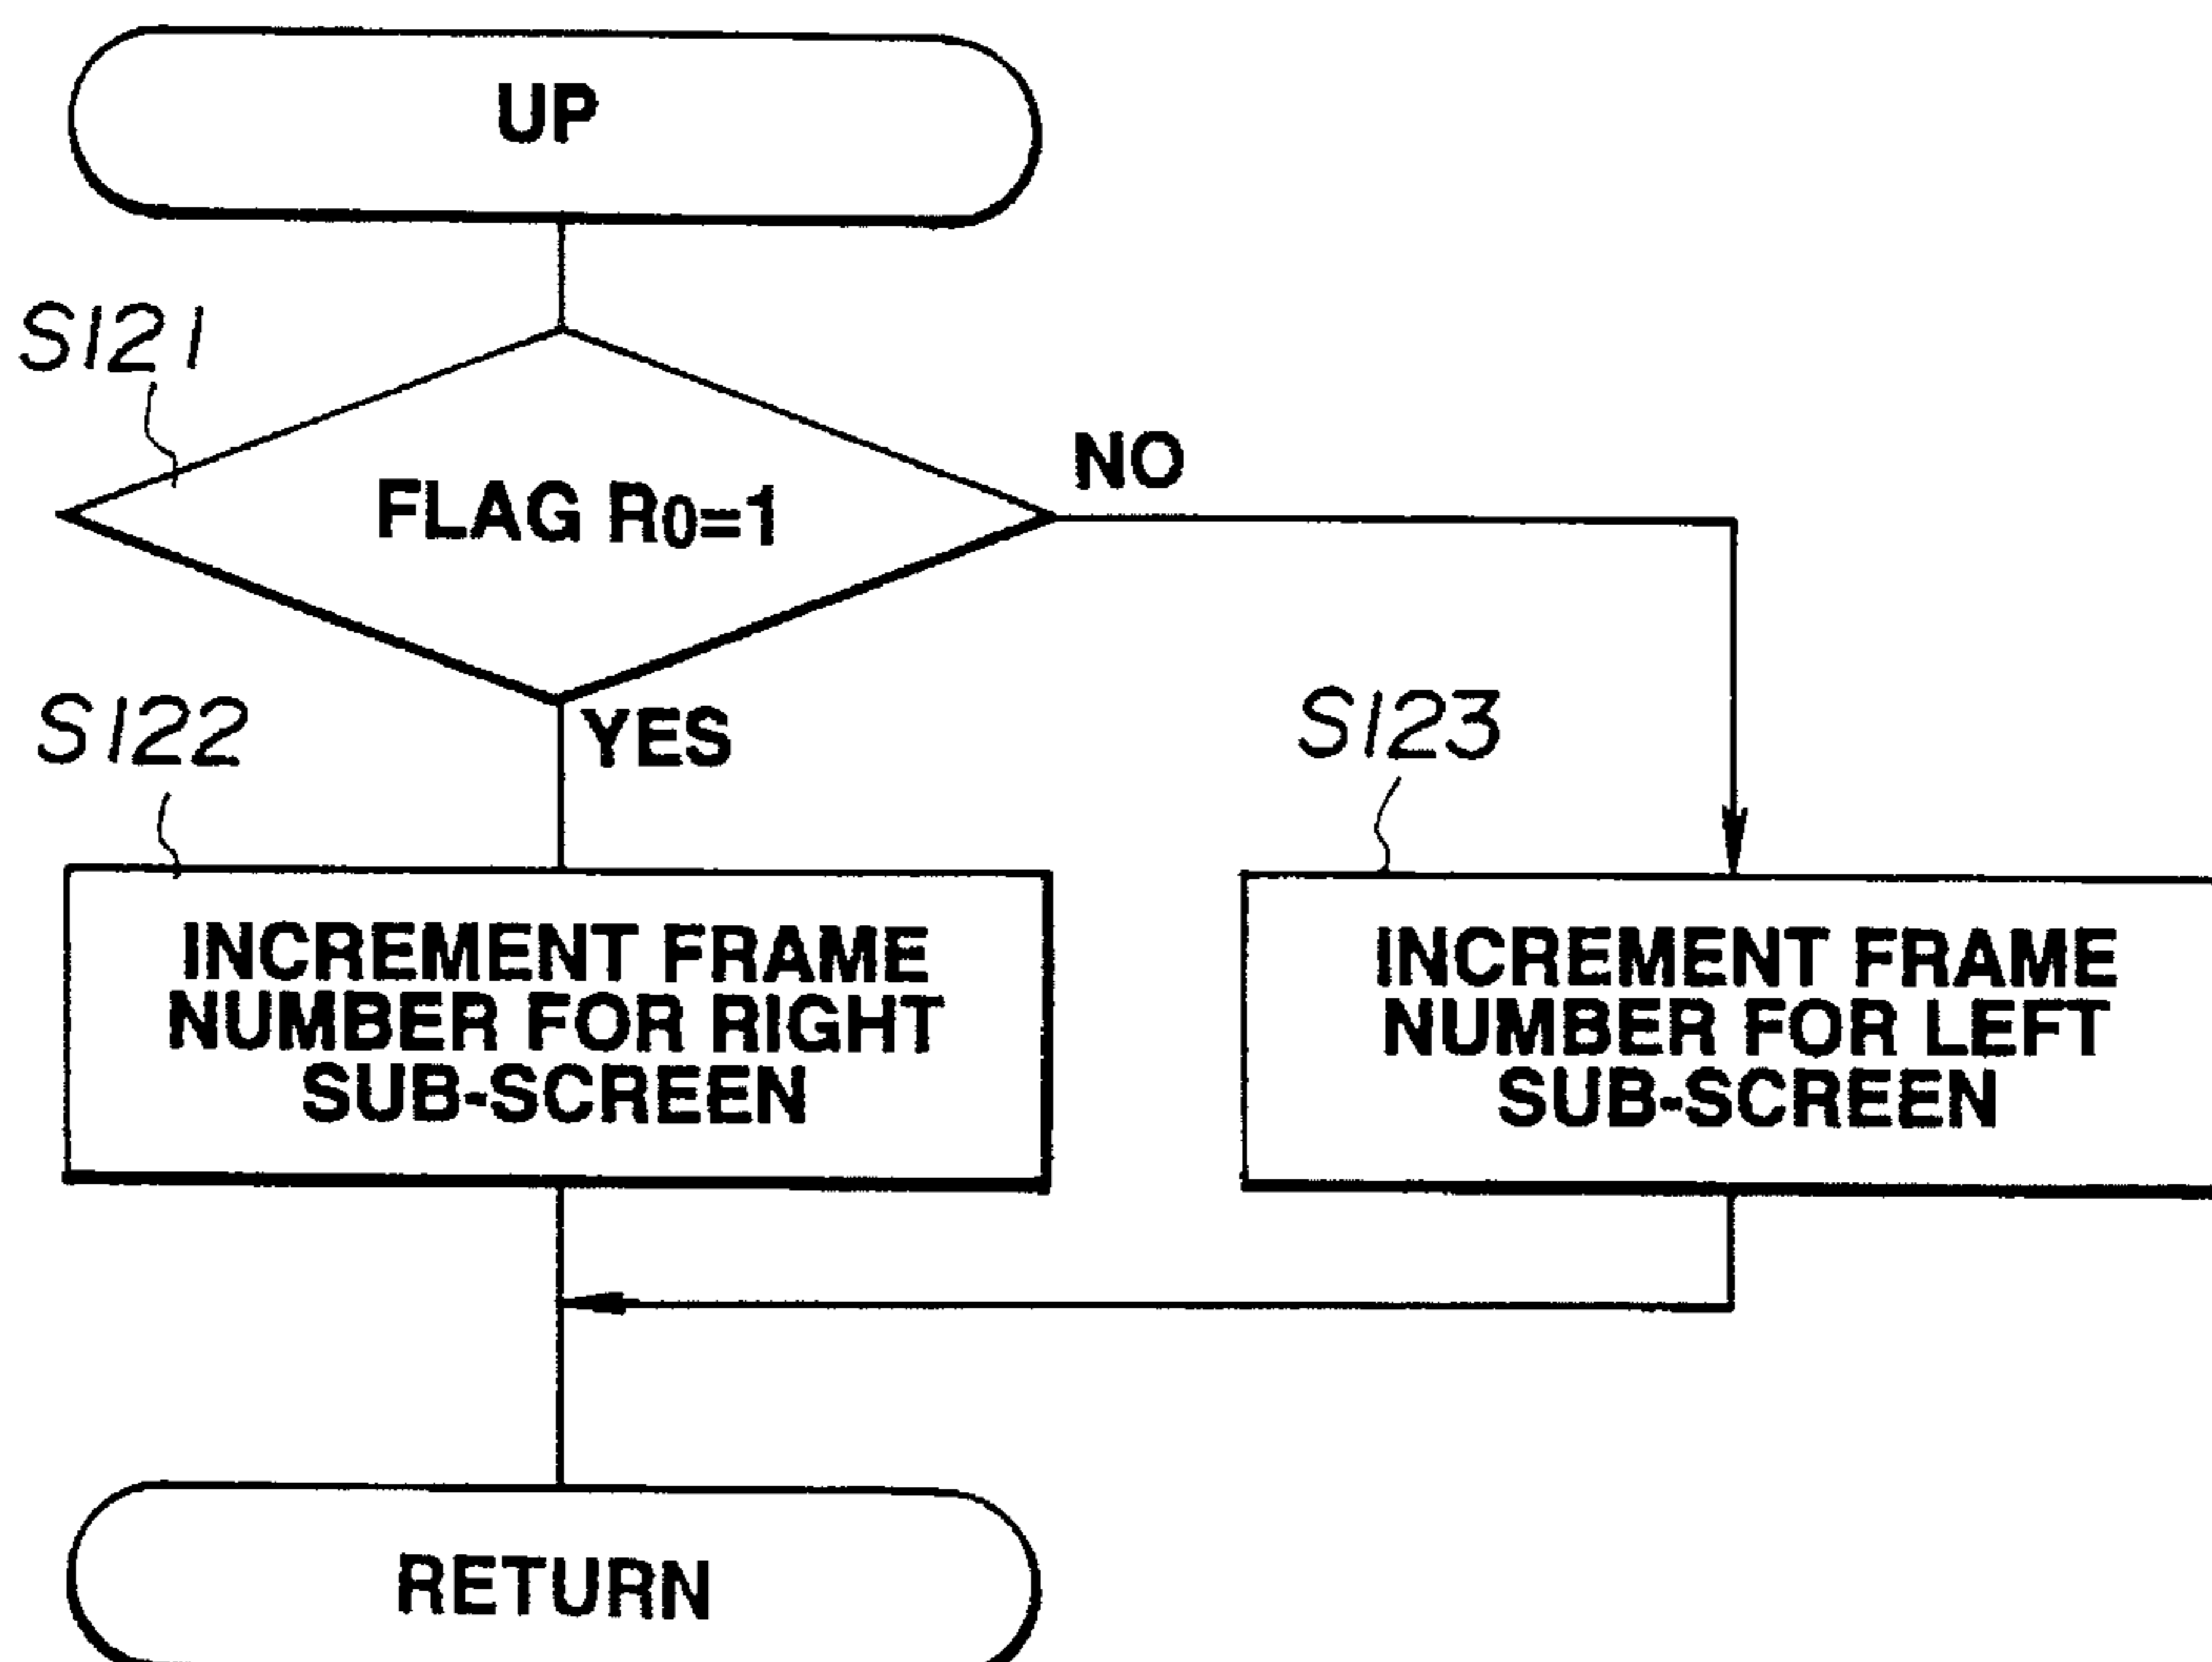 UP
S121
FLAG R0=1
NO
YES
S122
S123
INCREMENT FRAME
NUMBER FOR RIGHT
SUB-SCREEN
INCREMENT FRAME
NUMBER FOR LEFT
SUB-SCREEN
RETURN